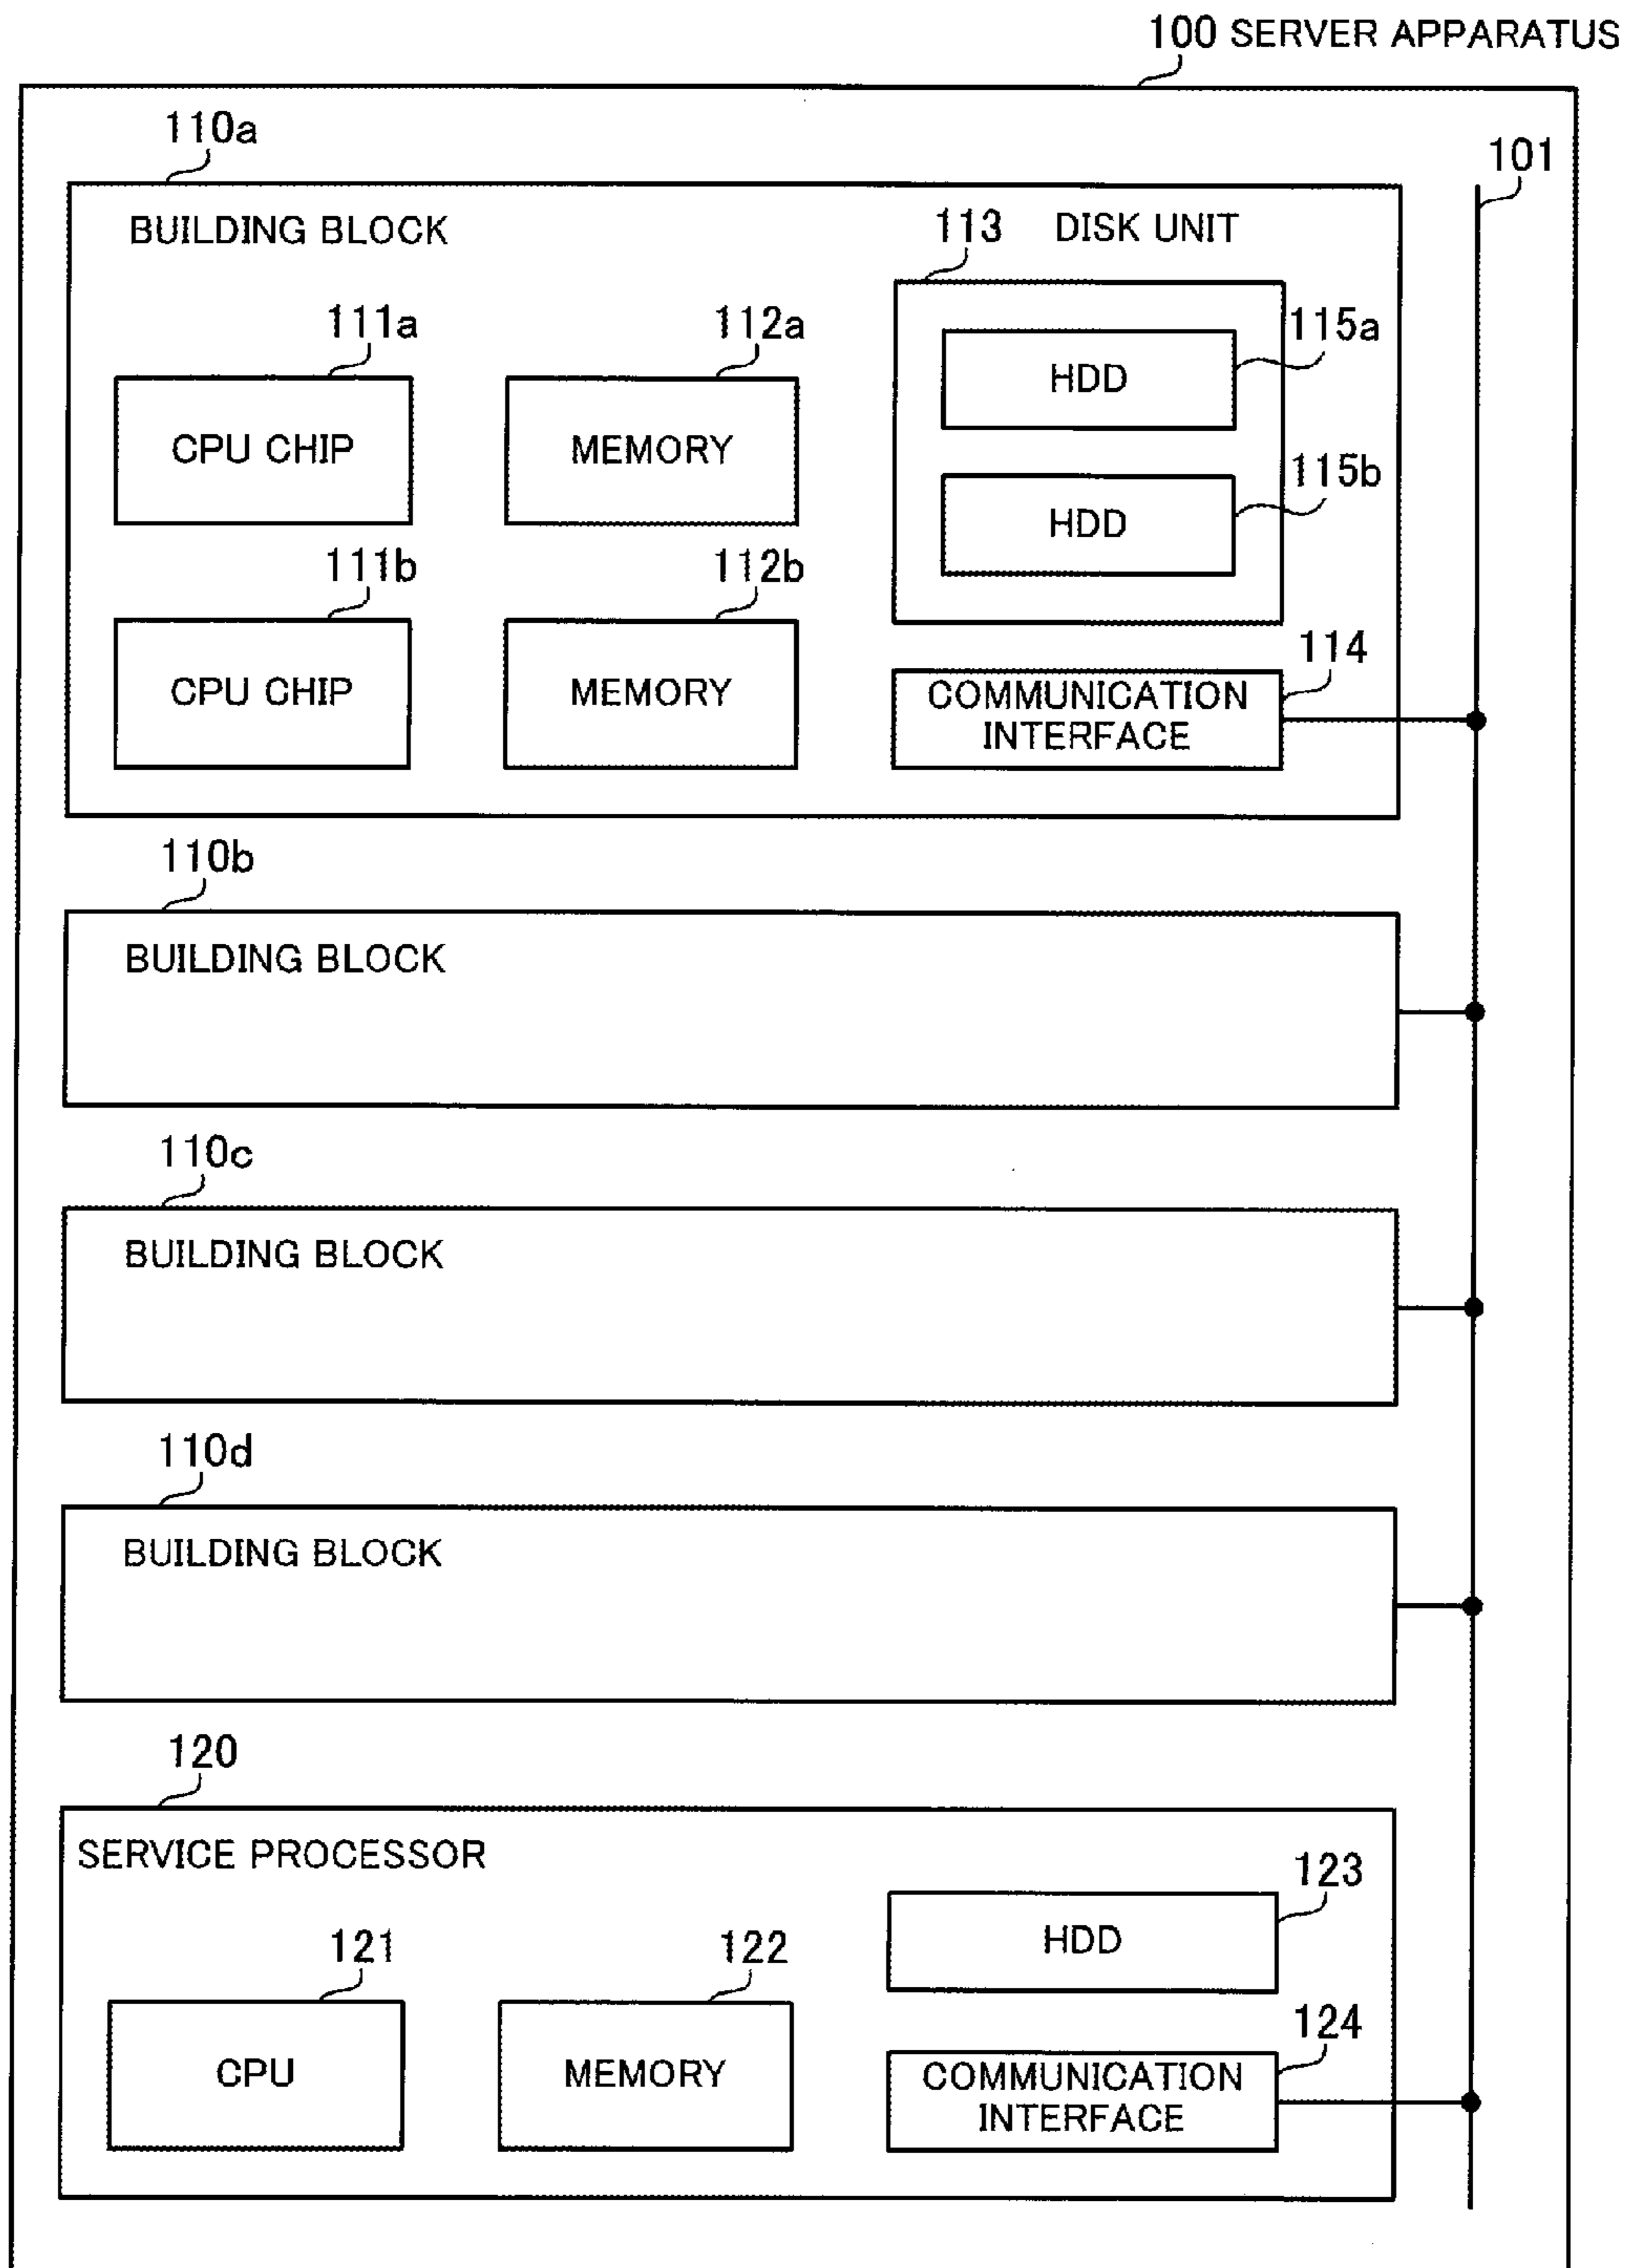 100 SERVER APPARATUS
110a
101
BUILDING BLOCK
113
DISK UNIT
111a
112a
115a
HDD
CPU CHIP
MEMORY
115b
HDD
111b
112b
114
CPU CHIP
MEMORY
COMMUNICATION
INTERFACE
110b
BUILDING BLOCK
110c
BUILDING BLOCK
110d
BUILDING BLOCK
120
SERVICE PROCESSOR
123
HDD
121
122
124
CPU
MEMORY
COMMUNICATION
INTERFACE